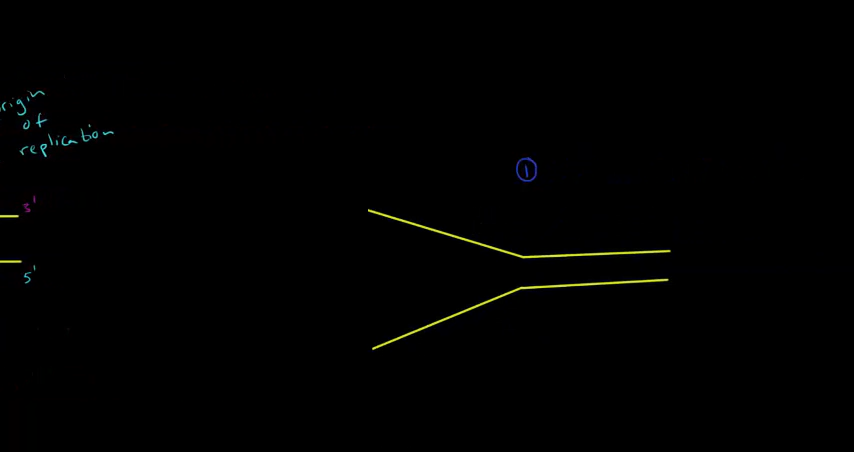 rigin
of
replication
3'
5'
1